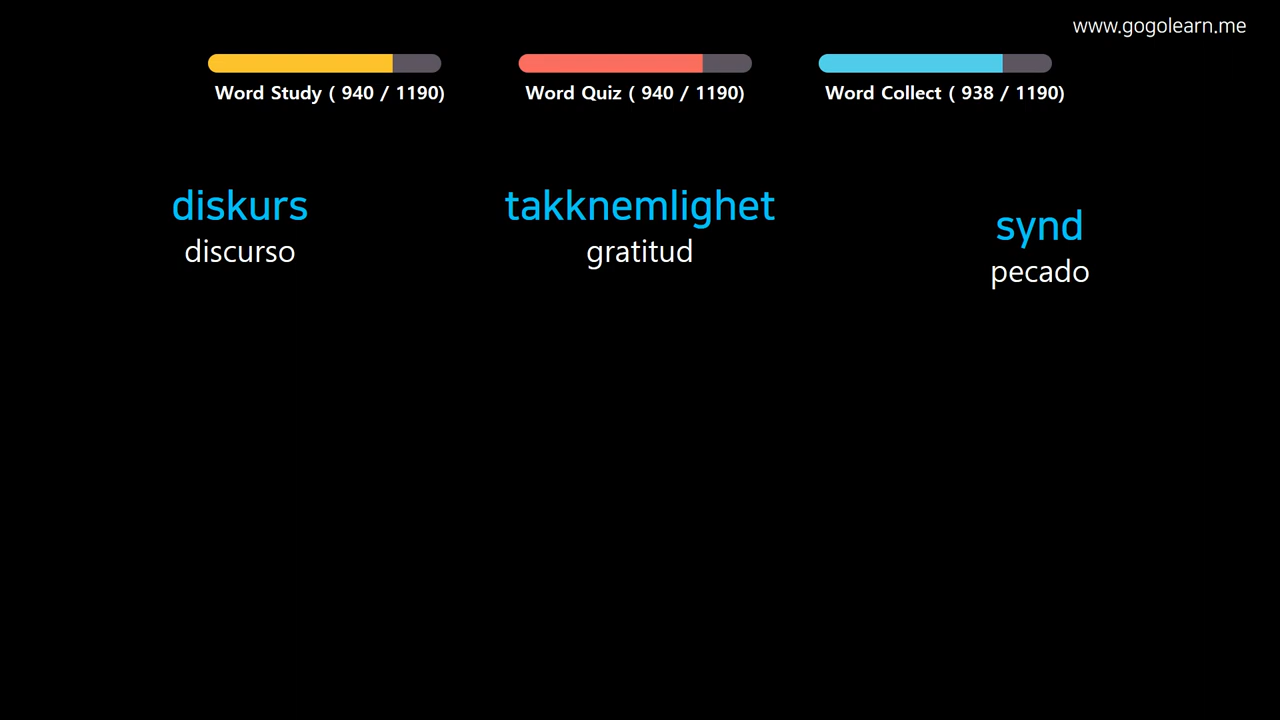 www.gogolearn.me
Word Study ( 940 / 1190)
Word Quiz ( 940 / 1190)
Word Collect ( 938 / 1190)
diskurs
discurso
takknemlighet
gratitud
synd
pecado